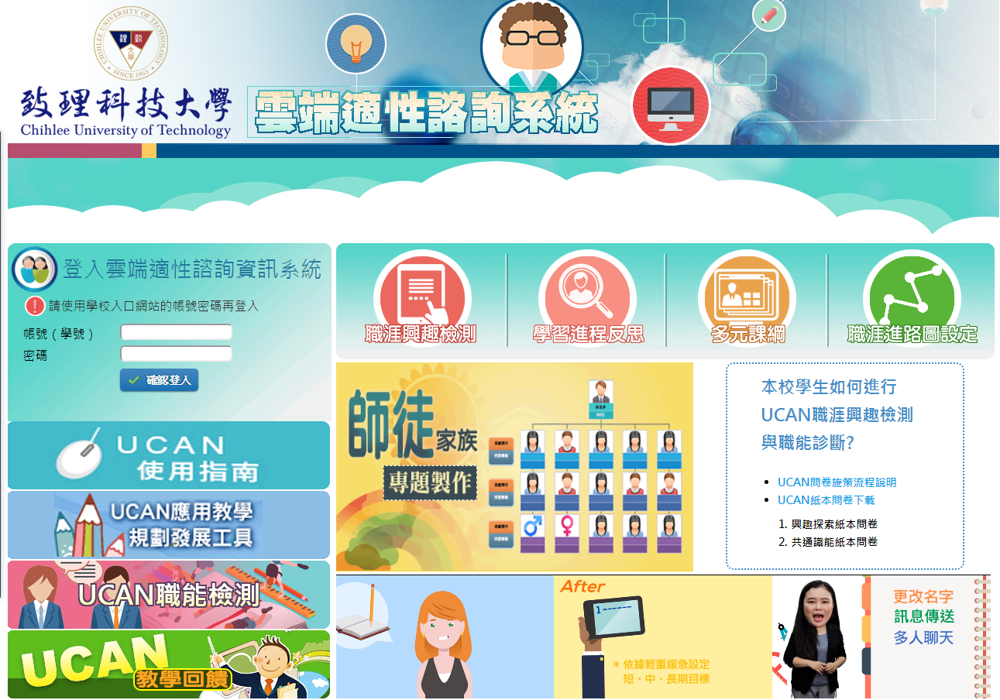 CHIHLEE UNIVERSITY OF TECHNOLOGY
SINCE 1965
致理科技大學
Chihlee University of Technology
雲端適性諮詢系統
登入雲端適性諮詢資訊系統
請使用學校入口網站的帳號密碼再登入
帳號 ( 學號 )
密碼
確認登入
UCAN
使用指南
UCAN應用教學
規劃發展工具
UCAN職能檢測
UCAN
教學回饋
職涯興趣檢測
學習進程反思
多元課綱
職涯進路圖設定
師徒家族
專題製作
本校學生如何進行
UCAN職涯興趣檢測
與職能診斷?
UCAN問卷施策流程說明
UCAN紙本問卷下載
1. 興趣探索紙本問卷
2. 共通識能紙本問卷
After
1
* 依據輕重緩急設定
短、中、長期目標
更改名字
訊息傳送
多人聊天